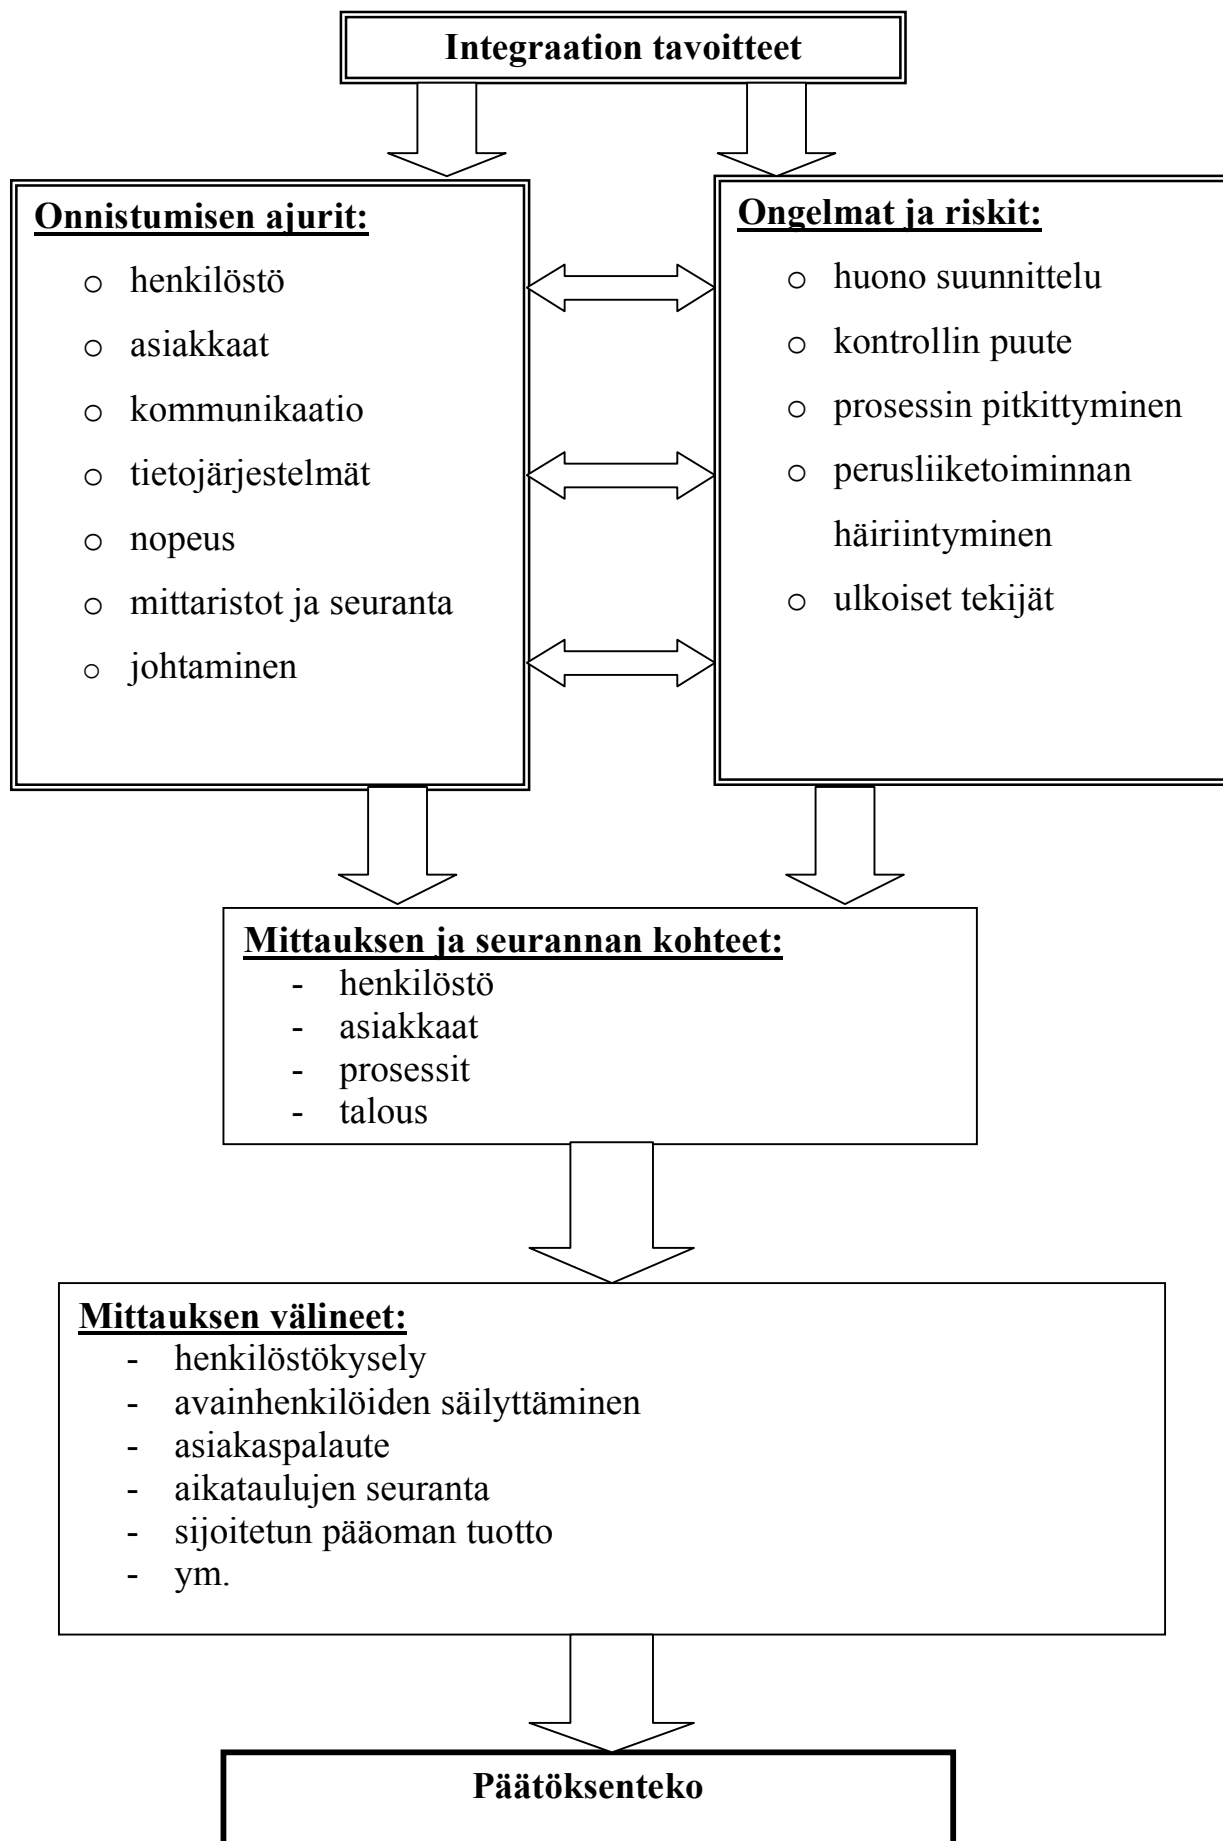 Integraation tavoitteet
Onnistumisen ajurit:
o henkilöstö
o asiakkaat
o kommunikaatio
o tietojärjestelmät
o nopeus
o mittaristot ja seuranta
o johtaminen
Ongelmat ja riskit:
o huono suunnittelu
o kontrollin puute
o prosessin pitkittyminen
o perusliiketoiminnan
häiriintyminen
o ulkoiset tekijät
Mittauksen ja seurannan kohteet:
- henkilöstö
- asiakkaat
- prosessit
- talous
Mittauksen välineet:
- henkilöstökysely
- avainhenkilöiden säilyttäminen
- asiakaspalaute
- aikataulujen seuranta
- sijoitetun pääoman tuotto
- ym.
Päätöksenteko